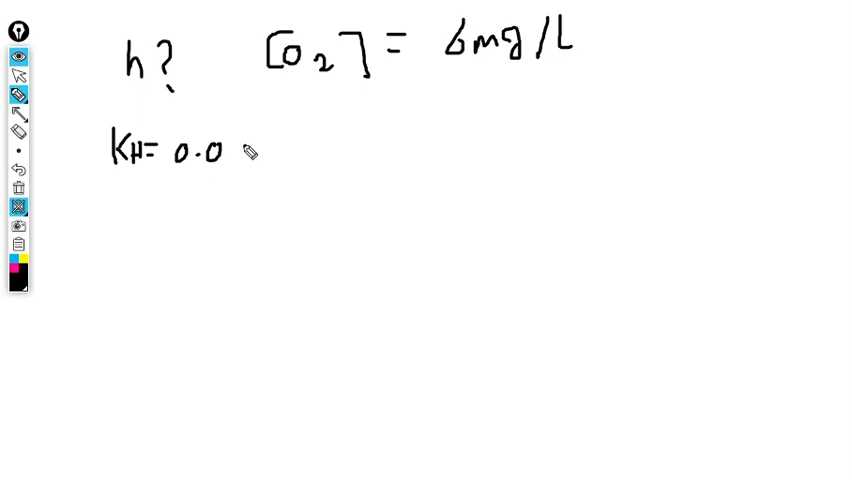 h? [O2] = 6mg/L
KH= 0.0